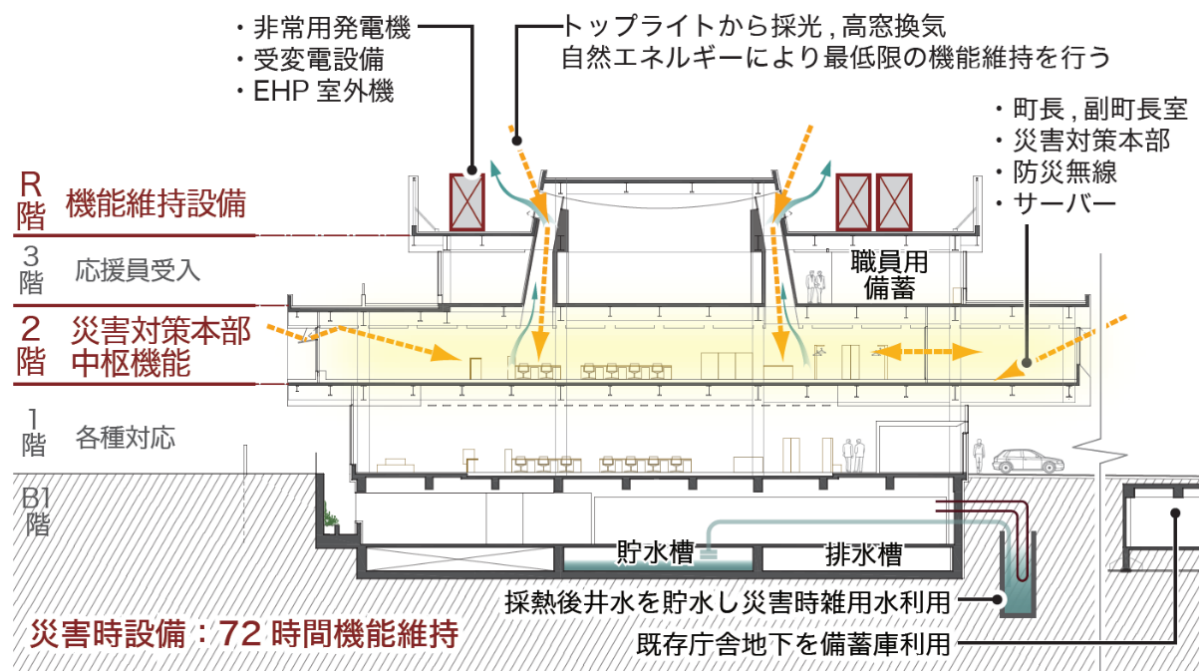 ・非常用発電機
・受変電設備
・EHP 室外機
トップライトから採光 , 高窓換気
自然エネルギーにより最低限の機能維持を行う
・町長 , 副町長室
・災害対策本部
・防災無線
・サーバー
R
階
機能維持設備
3
階
応援員受入
職員用
備蓄
2
階
災害対策本部
中枢機能
1
階
各種対応
B1
階
貯水槽
排水槽
採熱後井水を貯水し災害時雑用水利用
既存庁舎地下を備蓄庫利用
災害時設備：72 時間機能維持